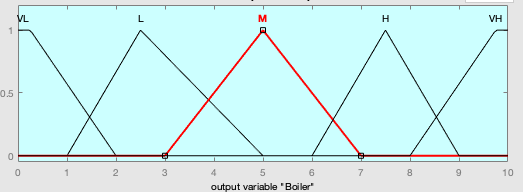 VL L M H VH
1
0.5
0
0 1 2 3 4 5 6 7 8 9 10
output variable "Boiler"